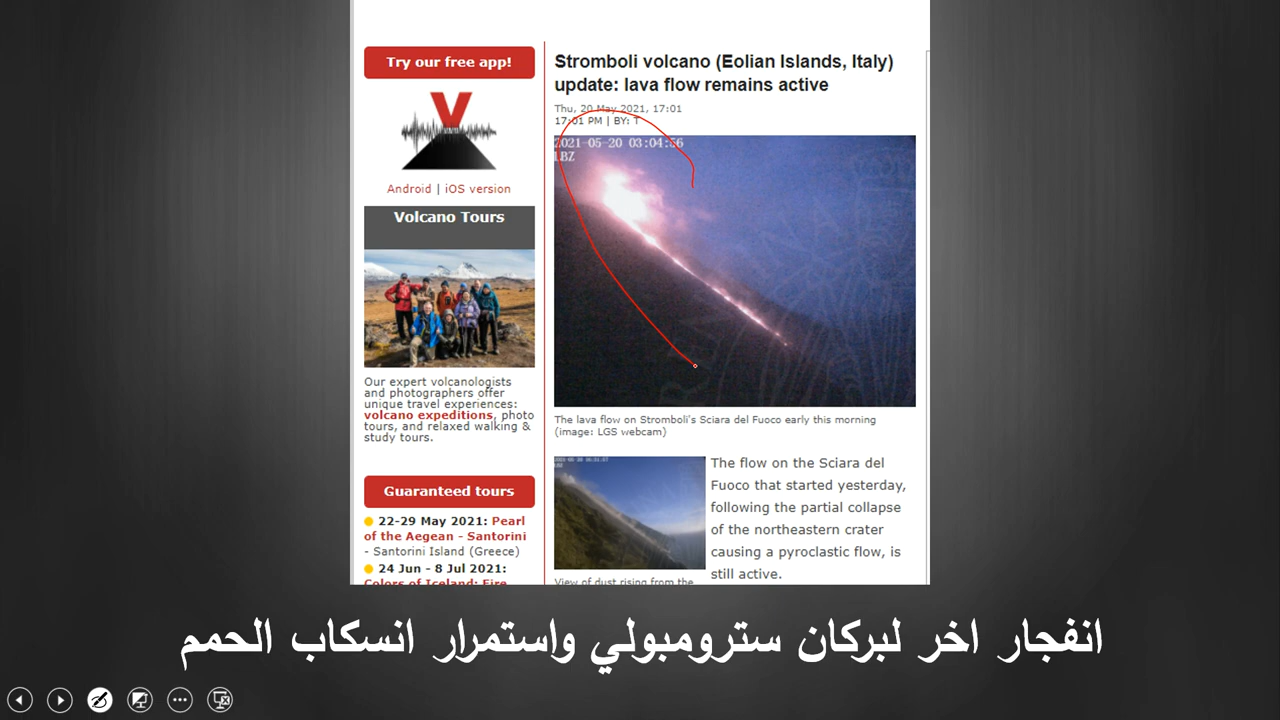 Try our free app!
Android | iOS version
Volcano Tours
Our expert volcanologists
and photographers offer
unique travel experiences:
volcano expeditions, photo
tours, and relaxed walking &
study tours.
Guaranteed tours
22-29 May 2021: Pearl
of the Aegean - Santorini
- Santorini Island (Greece)
24 Jun - 8 Jul 2021:
Colors of Iceland: Fire
Stromboli volcano (Eolian Islands, Italy)
update: lava flow remains active
Thu, 20 May 2021, 17:01
17:01 PM | BY: T
2021-05-20 03:04:56
LBZ
The lava flow on Stromboli's Sciara del Fuoco early this morning
(image: LGS webcam)
View of dust rising from the
The flow on the Sciara del
Fuoco that started yesterday,
following the partial collapse
of the northeastern crater
causing a pyroclastic flow, is
still active.
انفجار اخر لبركان سترومبولي واستمرار انسكاب الحمم